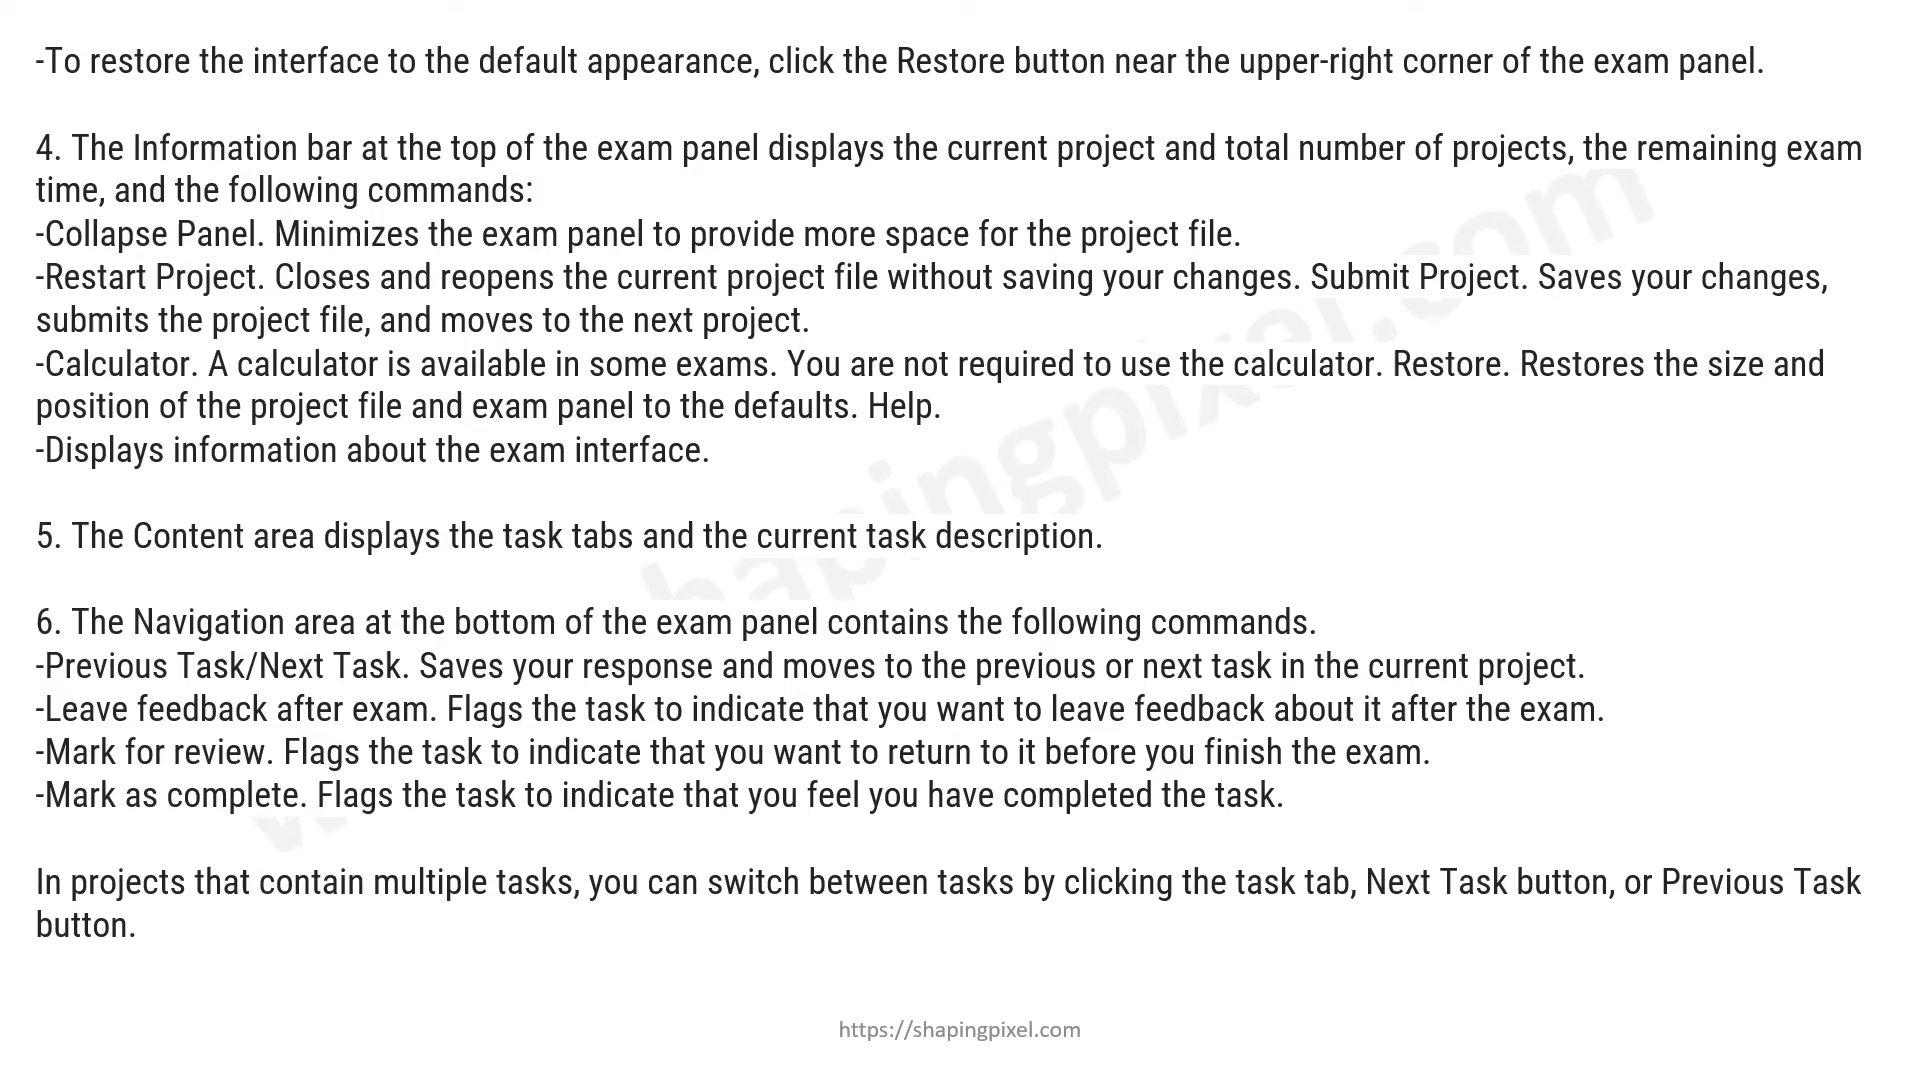 -To restore the interface to the default appearance, click the Restore button near the upper-right corner of the exam panel.
4. The Information bar at the top of the exam panel displays the current project and total number of projects, the remaining exam
time, and the following commands:
-Collapse Panel. Minimizes the exam panel to provide more space for the project file.
-Restart Project. Closes and reopens the current project file without saving your changes. Submit Project. Saves your changes,
submits the project file, and moves to the next project.
-Calculator. A calculator is available in some exams. You are not required to use the calculator. Restore. Restores the size and
position of the project file and exam panel to the defaults. Help.
-Displays information about the exam interface.
5. The Content area displays the task tabs and the current task description.
6. The Navigation area at the bottom of the exam panel contains the following commands.
-Previous Task/Next Task. Saves your response and moves to the previous or next task in the current project.
-Leave feedback after exam. Flags the task to indicate that you want to leave feedback about it after the exam.
-Mark for review. Flags the task to indicate that you want to return to it before you finish the exam.
-Mark as complete. Flags the task to indicate that you feel you have completed the task.
In projects that contain multiple tasks, you can switch between tasks by clicking the task tab, Next Task button, or Previous Task
button.
https://shapingpixel.com